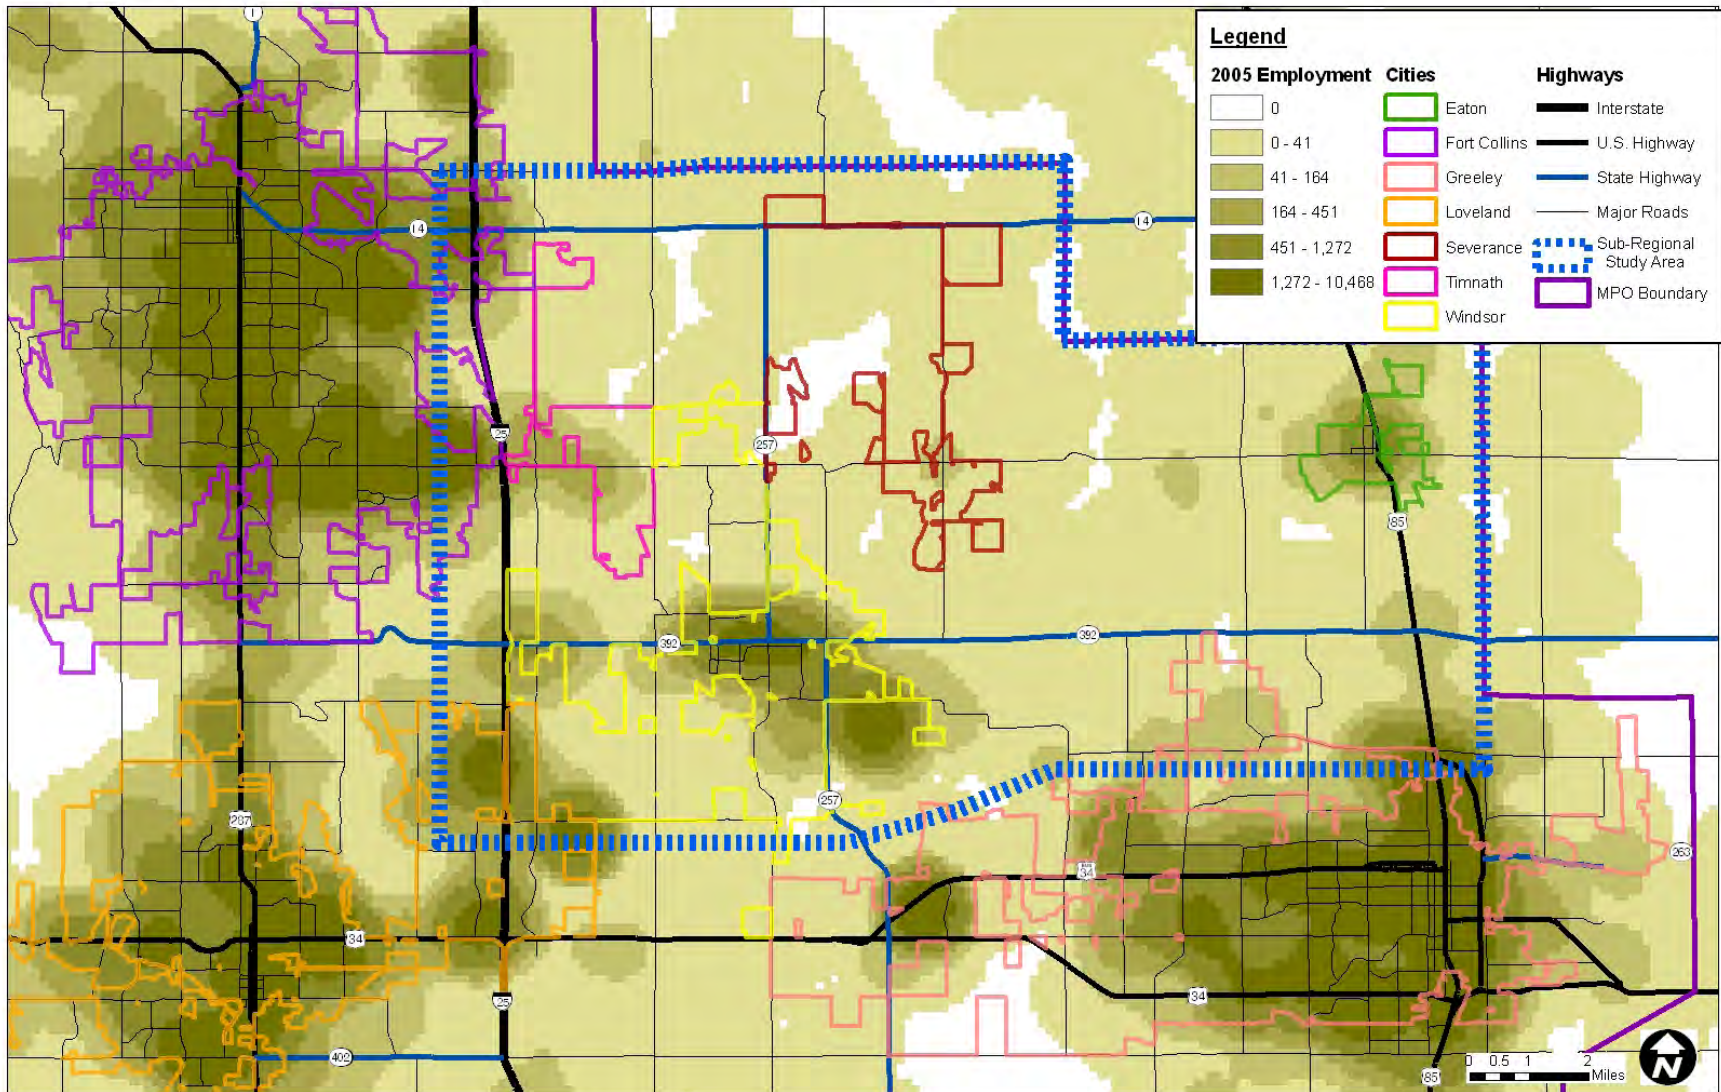 Legend
2005 Employment
0
0 - 41
41 - 164
164 - 451
451 - 1,272
1,272 - 10,468
Cities
Eaton
Fort Collins
Greeley
Loveland
Severance
Timnath
Windsor
Highways
Interstate
U.S. Highway
State Highway
Major Roads
Sub-Regional
Study Area
MPO Boundary
1
14
14
25
257
85
392
392
287
257
34
263
34
34
25
402
85
0 0.5 1 2
Miles
N